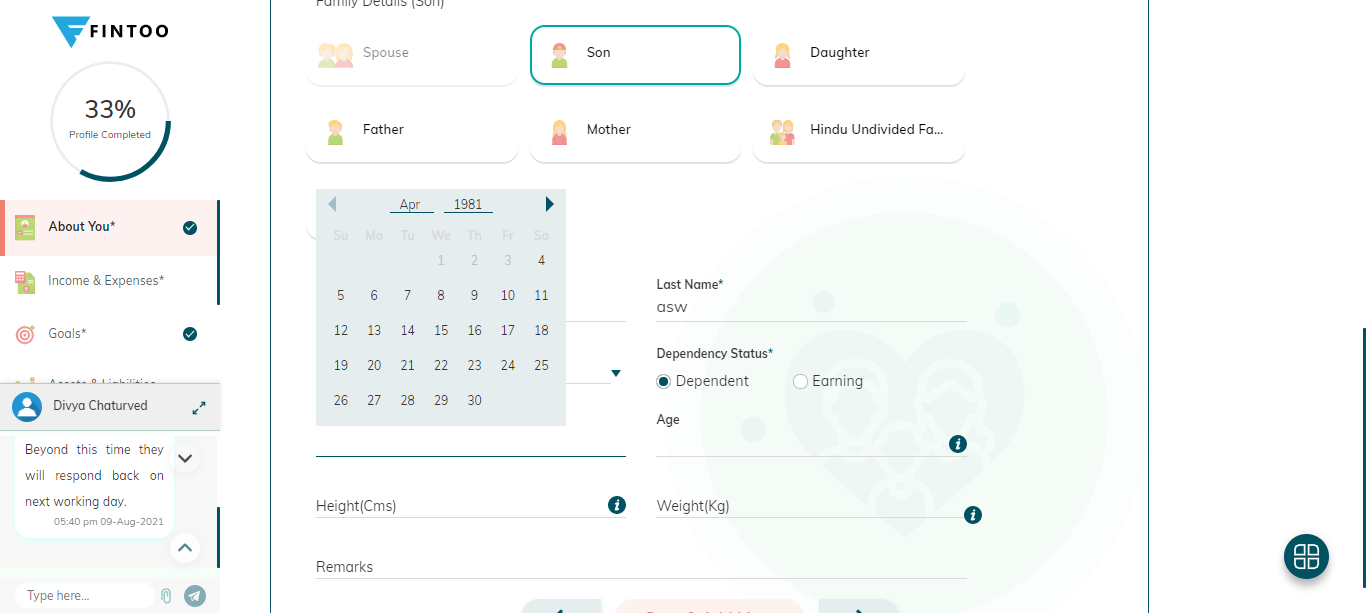 FINTOO
33%
Profile Completed
About You*
Income & Expenses*
Goals*
Assets & Liabilities
Divya Chaturved
Beyond this time they
will respond back on
next working day.
05:40 pm 09-Aug-2021
Type here...
Family Details (Son)
Spouse
Son
Daughter
Father
Mother
Hindu Undivided Fa...
Apr 1981
Su Mo Tu We Th Fr Sa
1 2 3 4
5 6 7 8 9 10 11
12 13 14 15 16 17 18
19 20 21 22 23 24 25
26 27 28 29 30
Last Name*
asw
Dependency Status*
Dependent Earning
Age
Height(Cms)
Weight(Kg)
Remarks